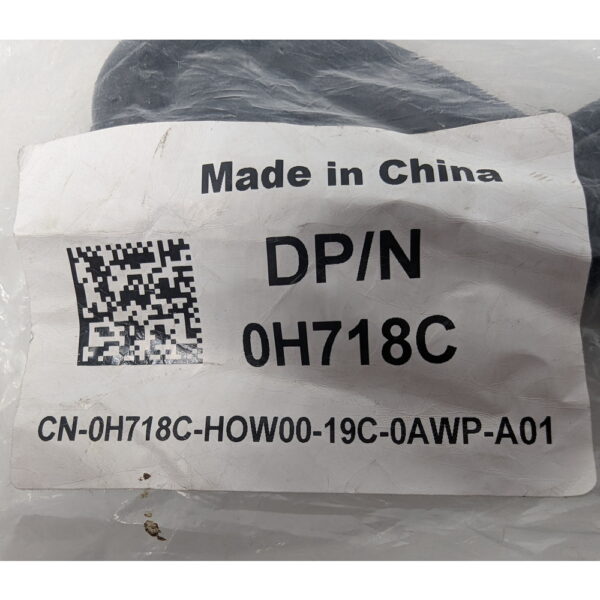 Made in China
DP/N
0H718C
CN-0H718C-HOW00-19C-0AWP-A01